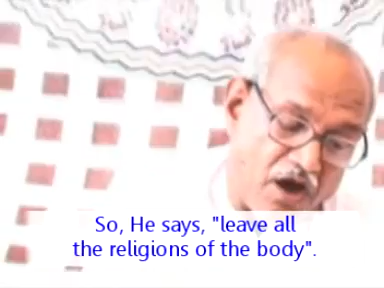 So, He says, "leave all
the religions of the body".